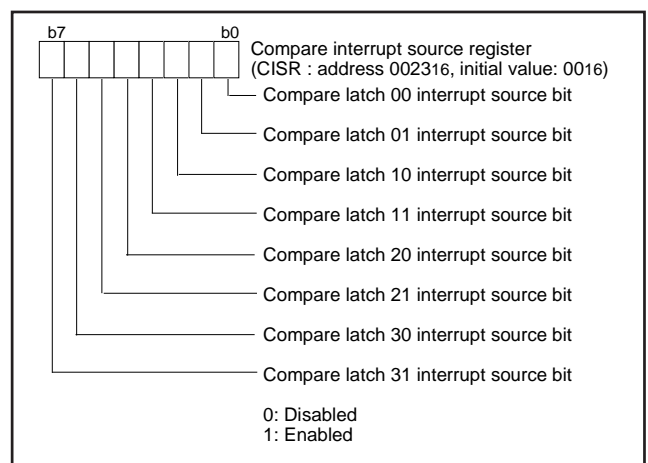 b7 b0
Compare interrupt source register
(CISR : address 002316, initial value: 0016)
Compare latch 00 interrupt source bit
Compare latch 01 interrupt source bit
Compare latch 10 interrupt source bit
Compare latch 11 interrupt source bit
Compare latch 20 interrupt source bit
Compare latch 21 interrupt source bit
Compare latch 30 interrupt source bit
Compare latch 31 interrupt source bit
0: Disabled
1: Enabled